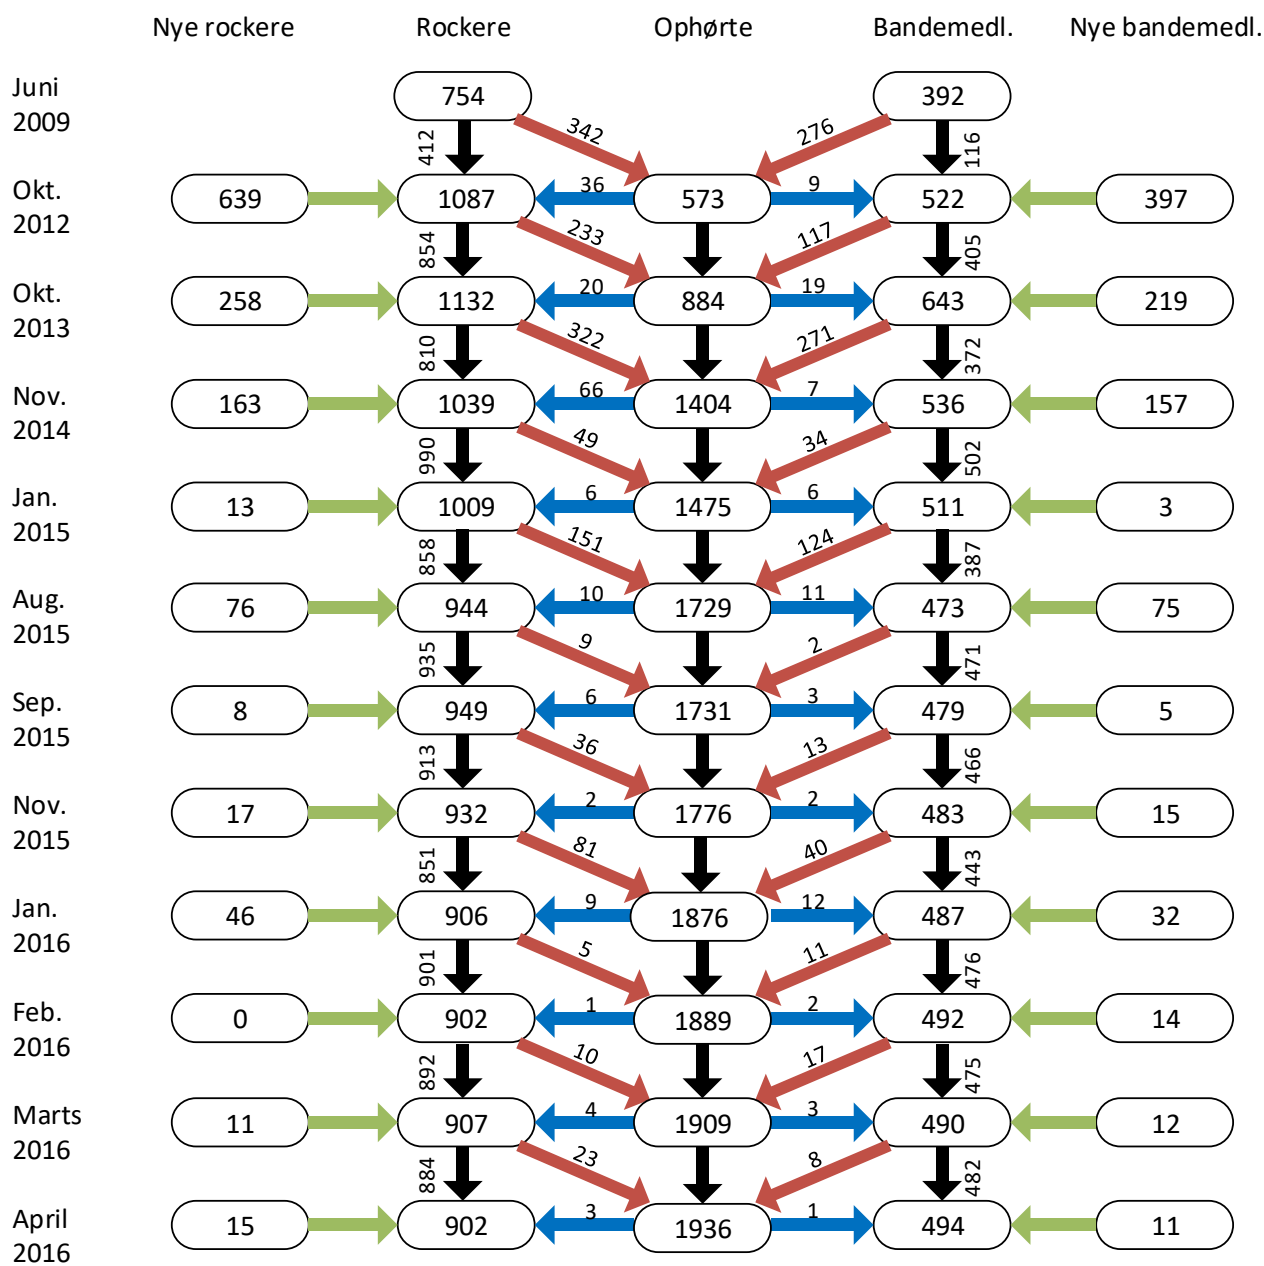 Nye rockere Rockere Ophørte Bandemedl. Nye bandemedl.
Juni
2009
754 392
412 342 276 116
Okt.
2012
639 1087 36 573 9 522 397
854 233 117 405
Okt.
2013
258 1132 20 884 19 643 219
810 322 271 372
Nov.
2014
163 1039 66 1404 7 536 157
990 49 34 502
Jan.
2015
13 1009 6 1475 6 511 3
858 151 124 387
Aug.
2015
76 944 10 1729 11 473 75
935 9 2 471
Sep.
2015
8 949 6 1731 3 479 5
913 36 13 466
Nov.
2015
17 932 2 1776 2 483 15
851 81 40 443
Jan.
2016
46 906 9 1876 12 487 32
901 5 11 476
Feb.
2016
0 902 1 1889 2 492 14
892 10 17 475
Marts
2016
11 907 4 1909 3 490 12
884 23 8 482
April
2016
15 902 3 1936 1 494 11